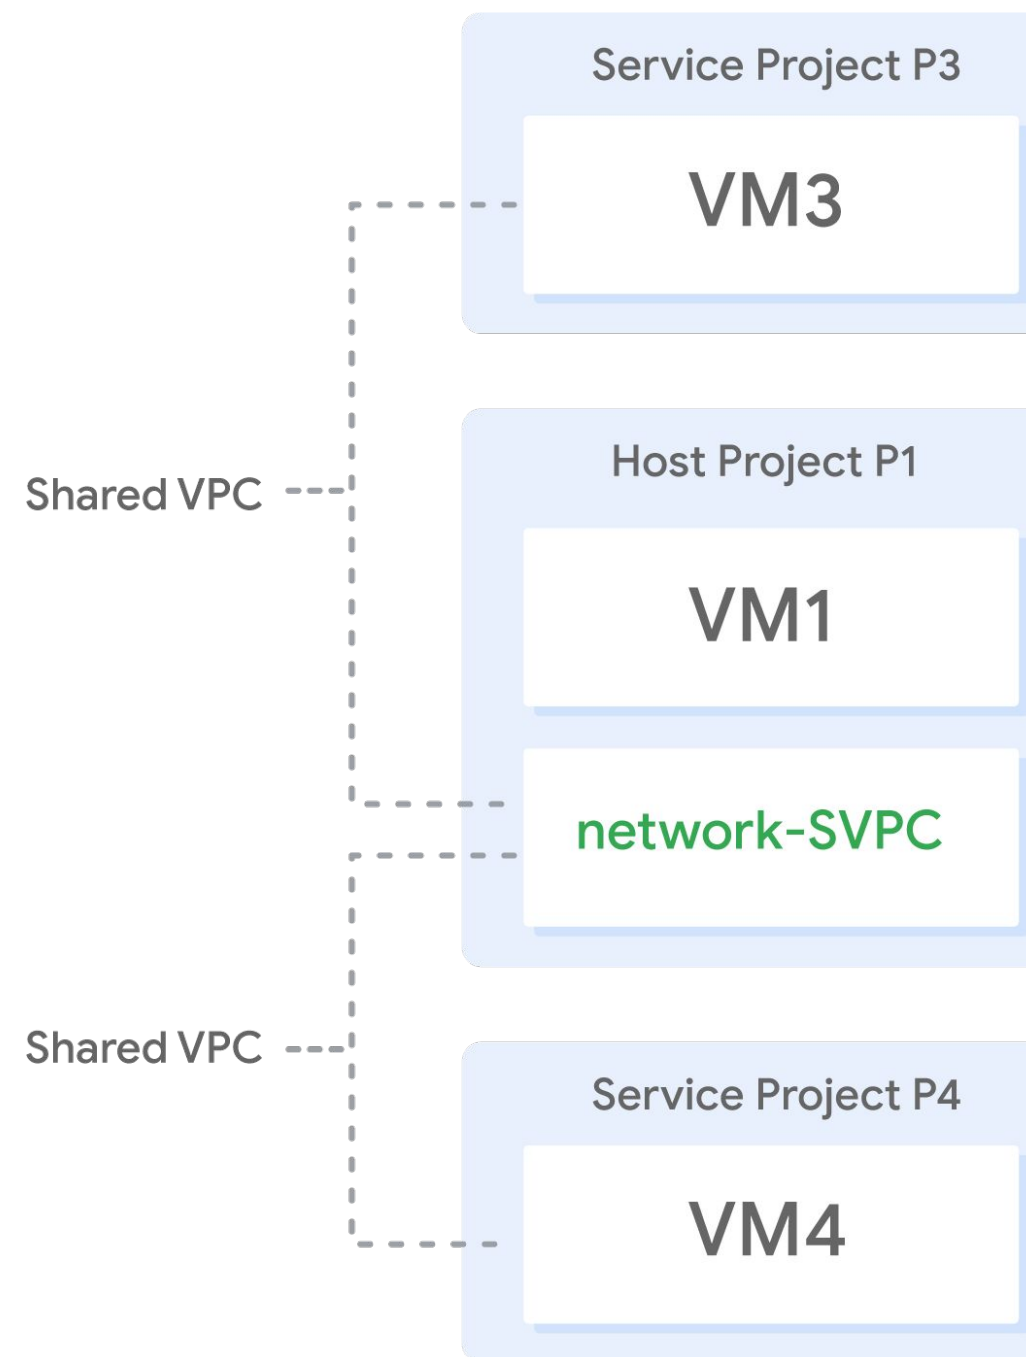 Service Project P3
VM3
Shared VPC
Host Project P1
VM1
network-SVPC
Shared VPC
Service Project P4
VM4